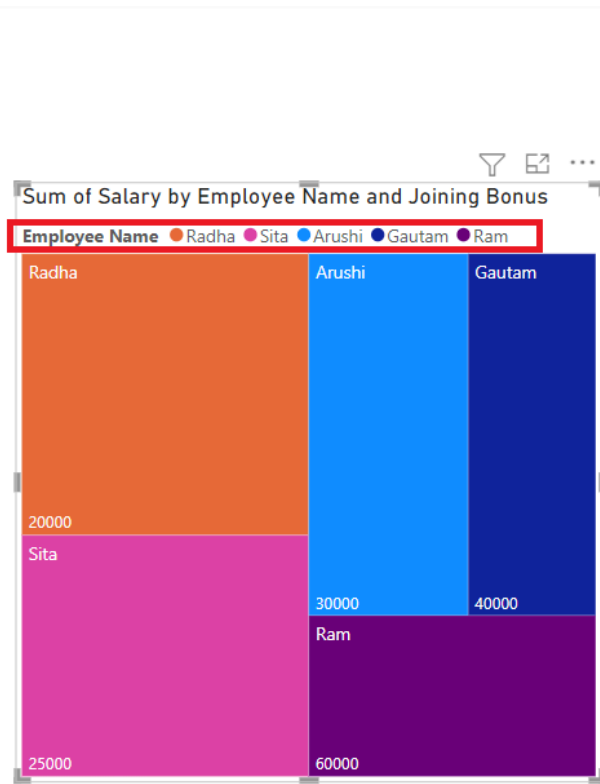 Sum of Salary by Employee Name and Joining Bonus
Employee Name Radha Sita Arushi Gautam Ram
Radha
20000
Sita
25000
Arushi
30000
Gautam
40000
Ram
60000